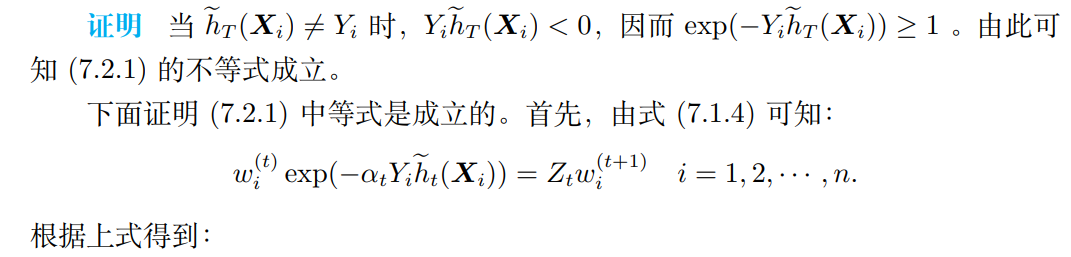 证明 当 $\widetilde{h}_T(\boldsymbol{X}_i) \neq Y_i$ 时，$Y_i\widetilde{h}_T(\boldsymbol{X}_i) < 0$，因而 $\exp(-Y_i\widetilde{h}_T(\boldsymbol{X}_i)) \geq 1$ 。由此可
知 (7.2.1) 的不等式成立。
下面证明 (7.2.1) 中等式是成立的。首先，由式 (7.1.4) 可知：
$w_i^{(t)} \exp(-\alpha_t Y_i\widetilde{h}_t(\boldsymbol{X}_i)) = Z_t w_i^{(t+1)} \quad i = 1, 2, \cdots, n.$
根据上式得到：